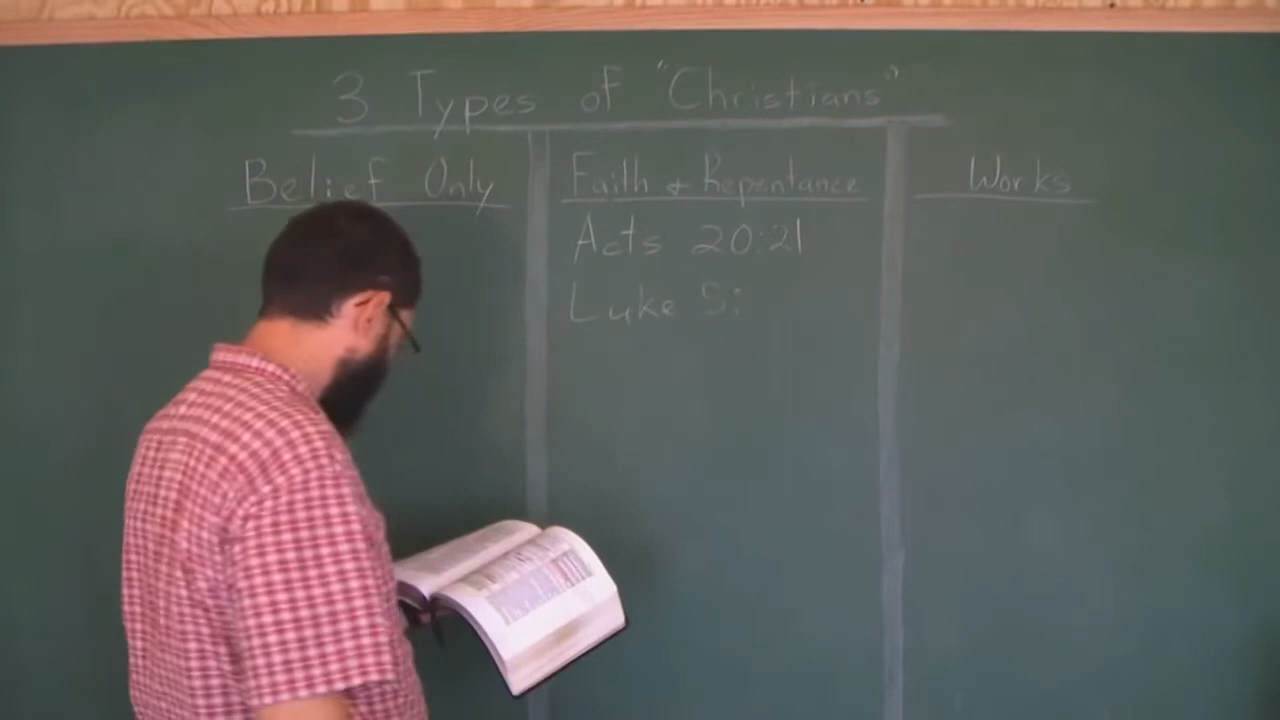 3 Types of "Christians"
Belief Only
Faith & Repentance
Works
Acts 20:21
Luke 5: